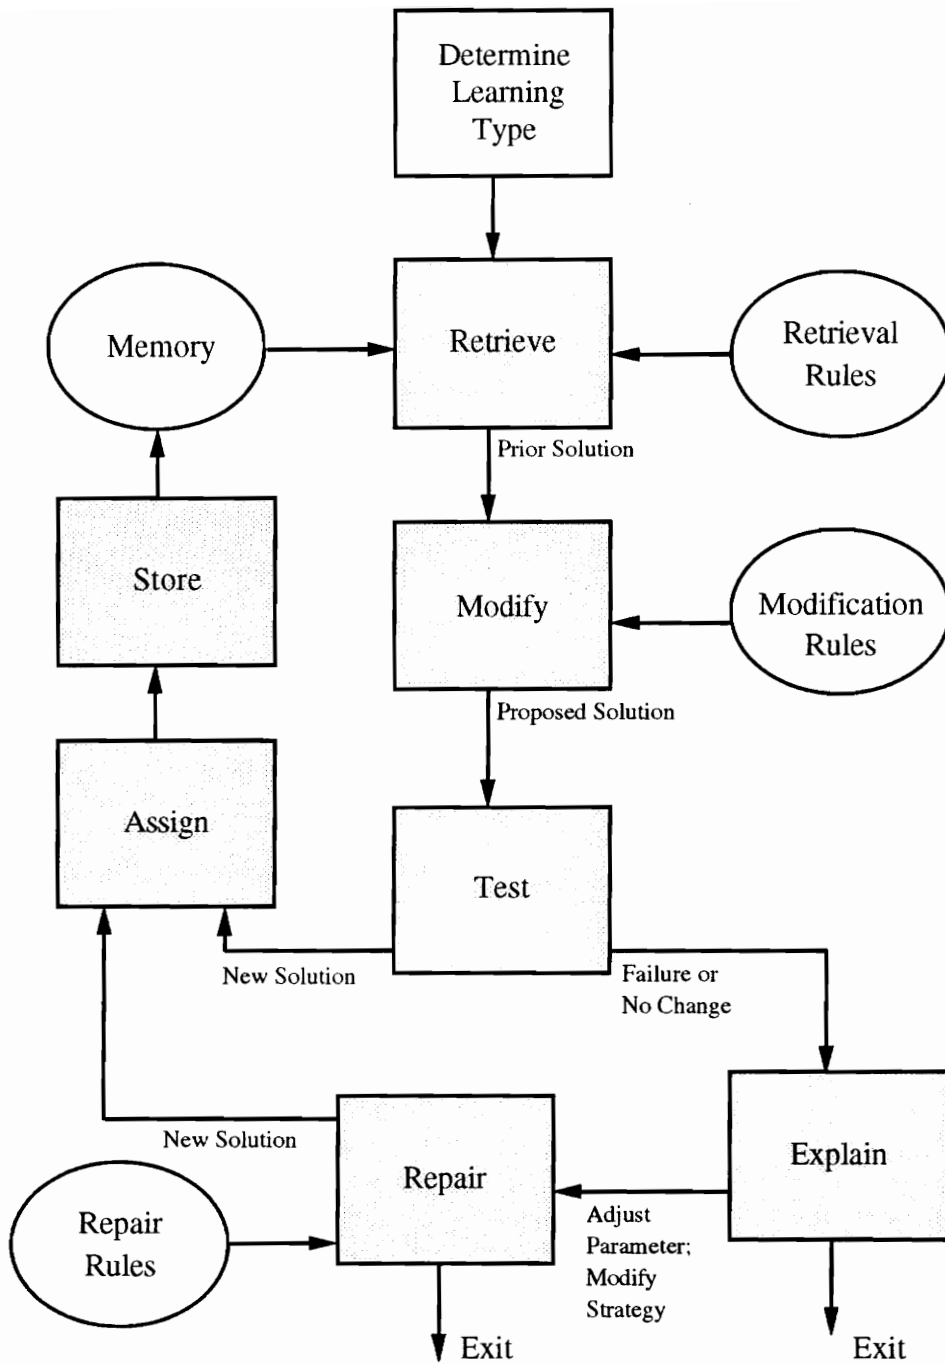 Determine
Learning
Type
Memory
Retrieve
Retrieval
Rules
Prior Solution
Store
Modify
Modification
Rules
Proposed Solution
Assign
Test
New Solution
Failure or
No Change
New Solution
Repair
Explain
Repair
Rules
Adjust
Parameter;
Modify
Strategy
Exit
Exit